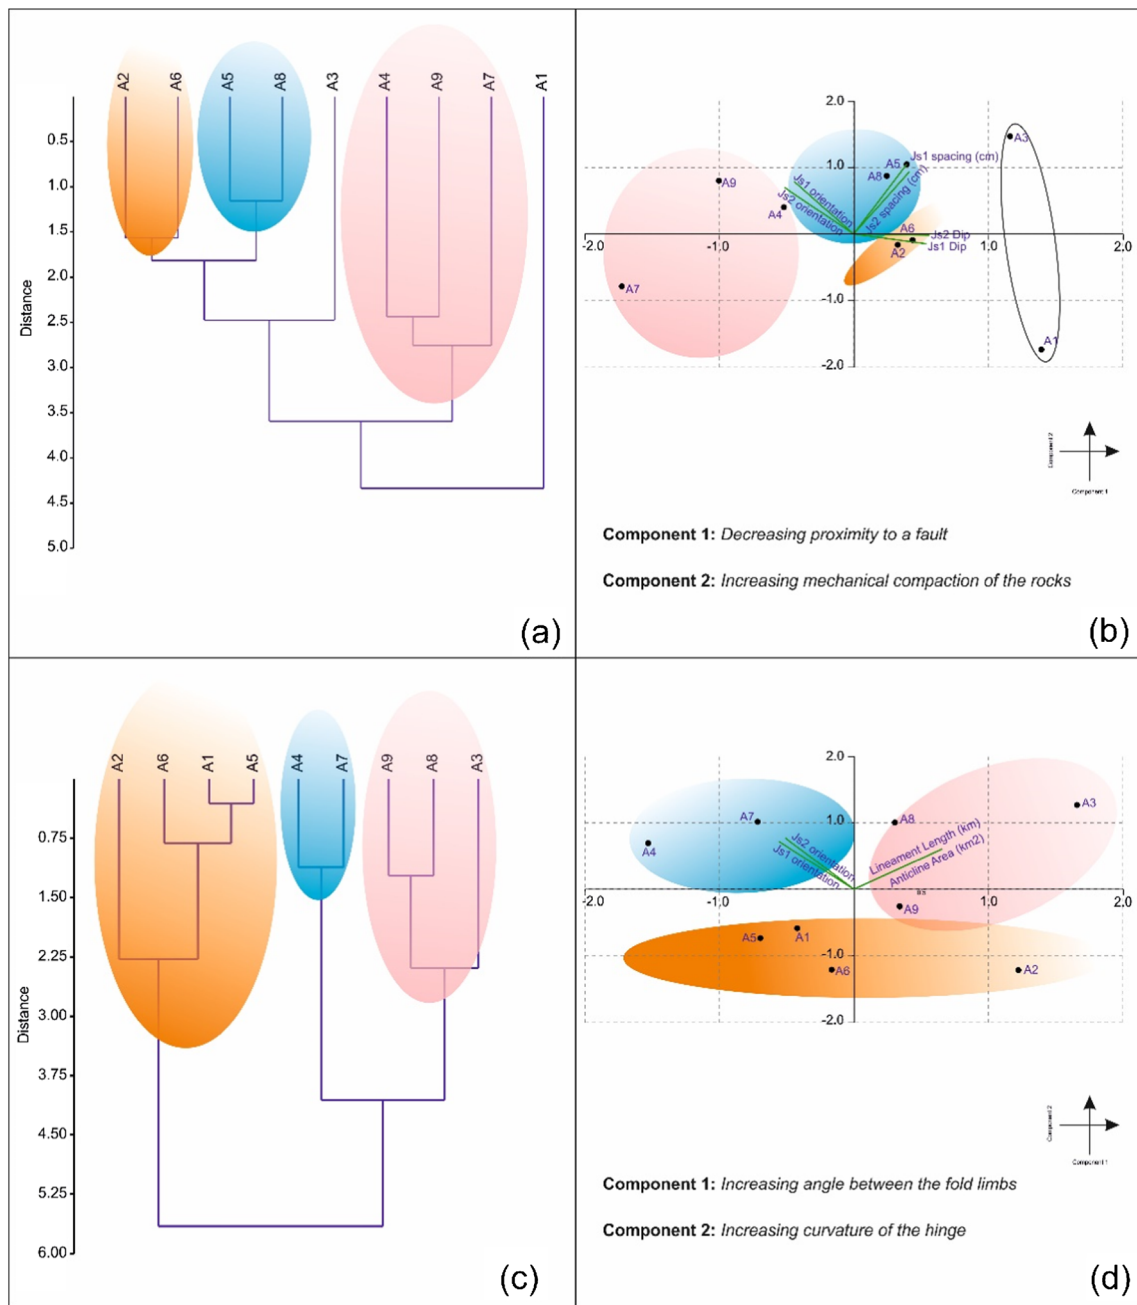 A2
A6
A5
A8
A3
A4
A9
A7
A1
Distance
0.5
1.0
1.5
2.0
2.5
3.0
3.5
4.0
4.5
5.0
(a)
2.0
A3
1.0
A5
Js1 spacing (cm)
A8
A9
Js1 orientation
Js2 orientation
Js2 spacing (cm)
A4
A6
Js2 Dip
-2.0
-1,0
1.0
2.0
A2
Js1 Dip
A7
-1.0
A1
-2.0
Component 2
Component 1
Component 1: Decreasing proximity to a fault
Component 2: Increasing mechanical compaction of the rocks
(b)
A2
A6
A1
A5
A4
A7
A9
A8
A3
Distance
0.75
1.50
2.25
3.00
3.75
4.50
5.25
6.00
(c)
2.0
A3
A7
1.0
A8
A4
Js2 orientation
Js1 orientation
Lineament Length (km)
Anticline Area (km2)
-2.0
-1,0
1,0
2.0
A9
A5
A1
-1.0
A6
A2
-2.0
Component 2
Component 1
Component 1: Increasing angle between the fold limbs
Component 2: Increasing curvature of the hinge
(d)